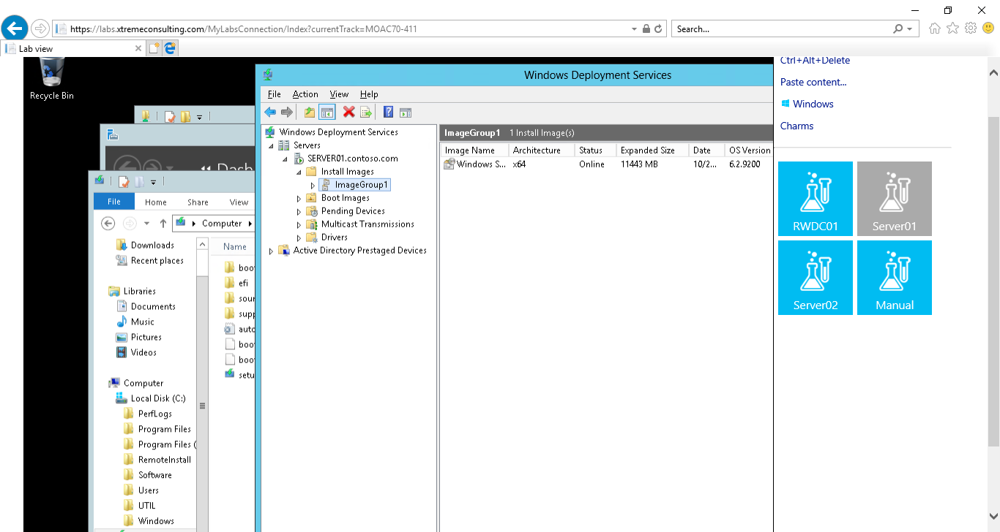 https://labs.xtremeconsulting.com/MyLabsConnection/Index?currentTrack=MOAC70-411
Search...
Lab view
Recycle Bin
Dash
File
Home
Share
View
Computer
Downloads
Recent places
Libraries
Documents
Music
Pictures
Videos
Computer
Local Disk (C:)
PerfLogs
Program Files
Program Files (
RemoteInstall
Software
Users
UTIL
Windows
Name
boo
efi
sour
supp
auto
boo
boo
setu
Windows Deployment Services
File Action View Help
Windows Deployment Services
Servers
SERVER01.contoso.com
Install Images
ImageGroup1
Boot Images
Pending Devices
Multicast Transmissions
Drivers
Active Directory Prestaged Devices
ImageGroup1 1 Install Image(s)
Image Name Architecture Status Expanded Size Date OS Version
Windows S... x64 Online 11443 MB 10/2... 6.2.9200
Ctrl+Alt+Delete
Paste content...
Windows
Charms
RWDC01
Server01
Server02
Manual